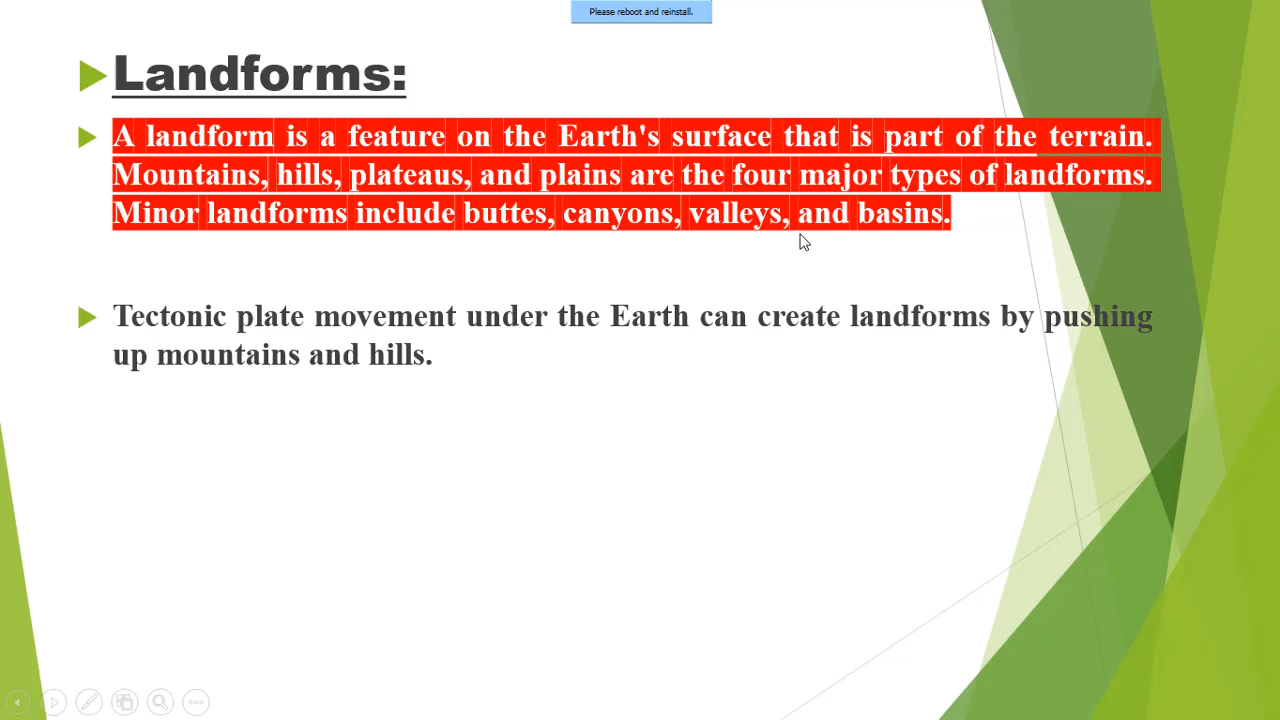 Please reboot and reinstall.
Landforms:
A landform is a feature on the Earth's surface that is part of the terrain.
Mountains, hills, plateaus, and plains are the four major types of landforms.
Minor landforms include buttes, canyons, valleys, and basins.
Tectonic plate movement under the Earth can create landforms by pushing
up mountains and hills.